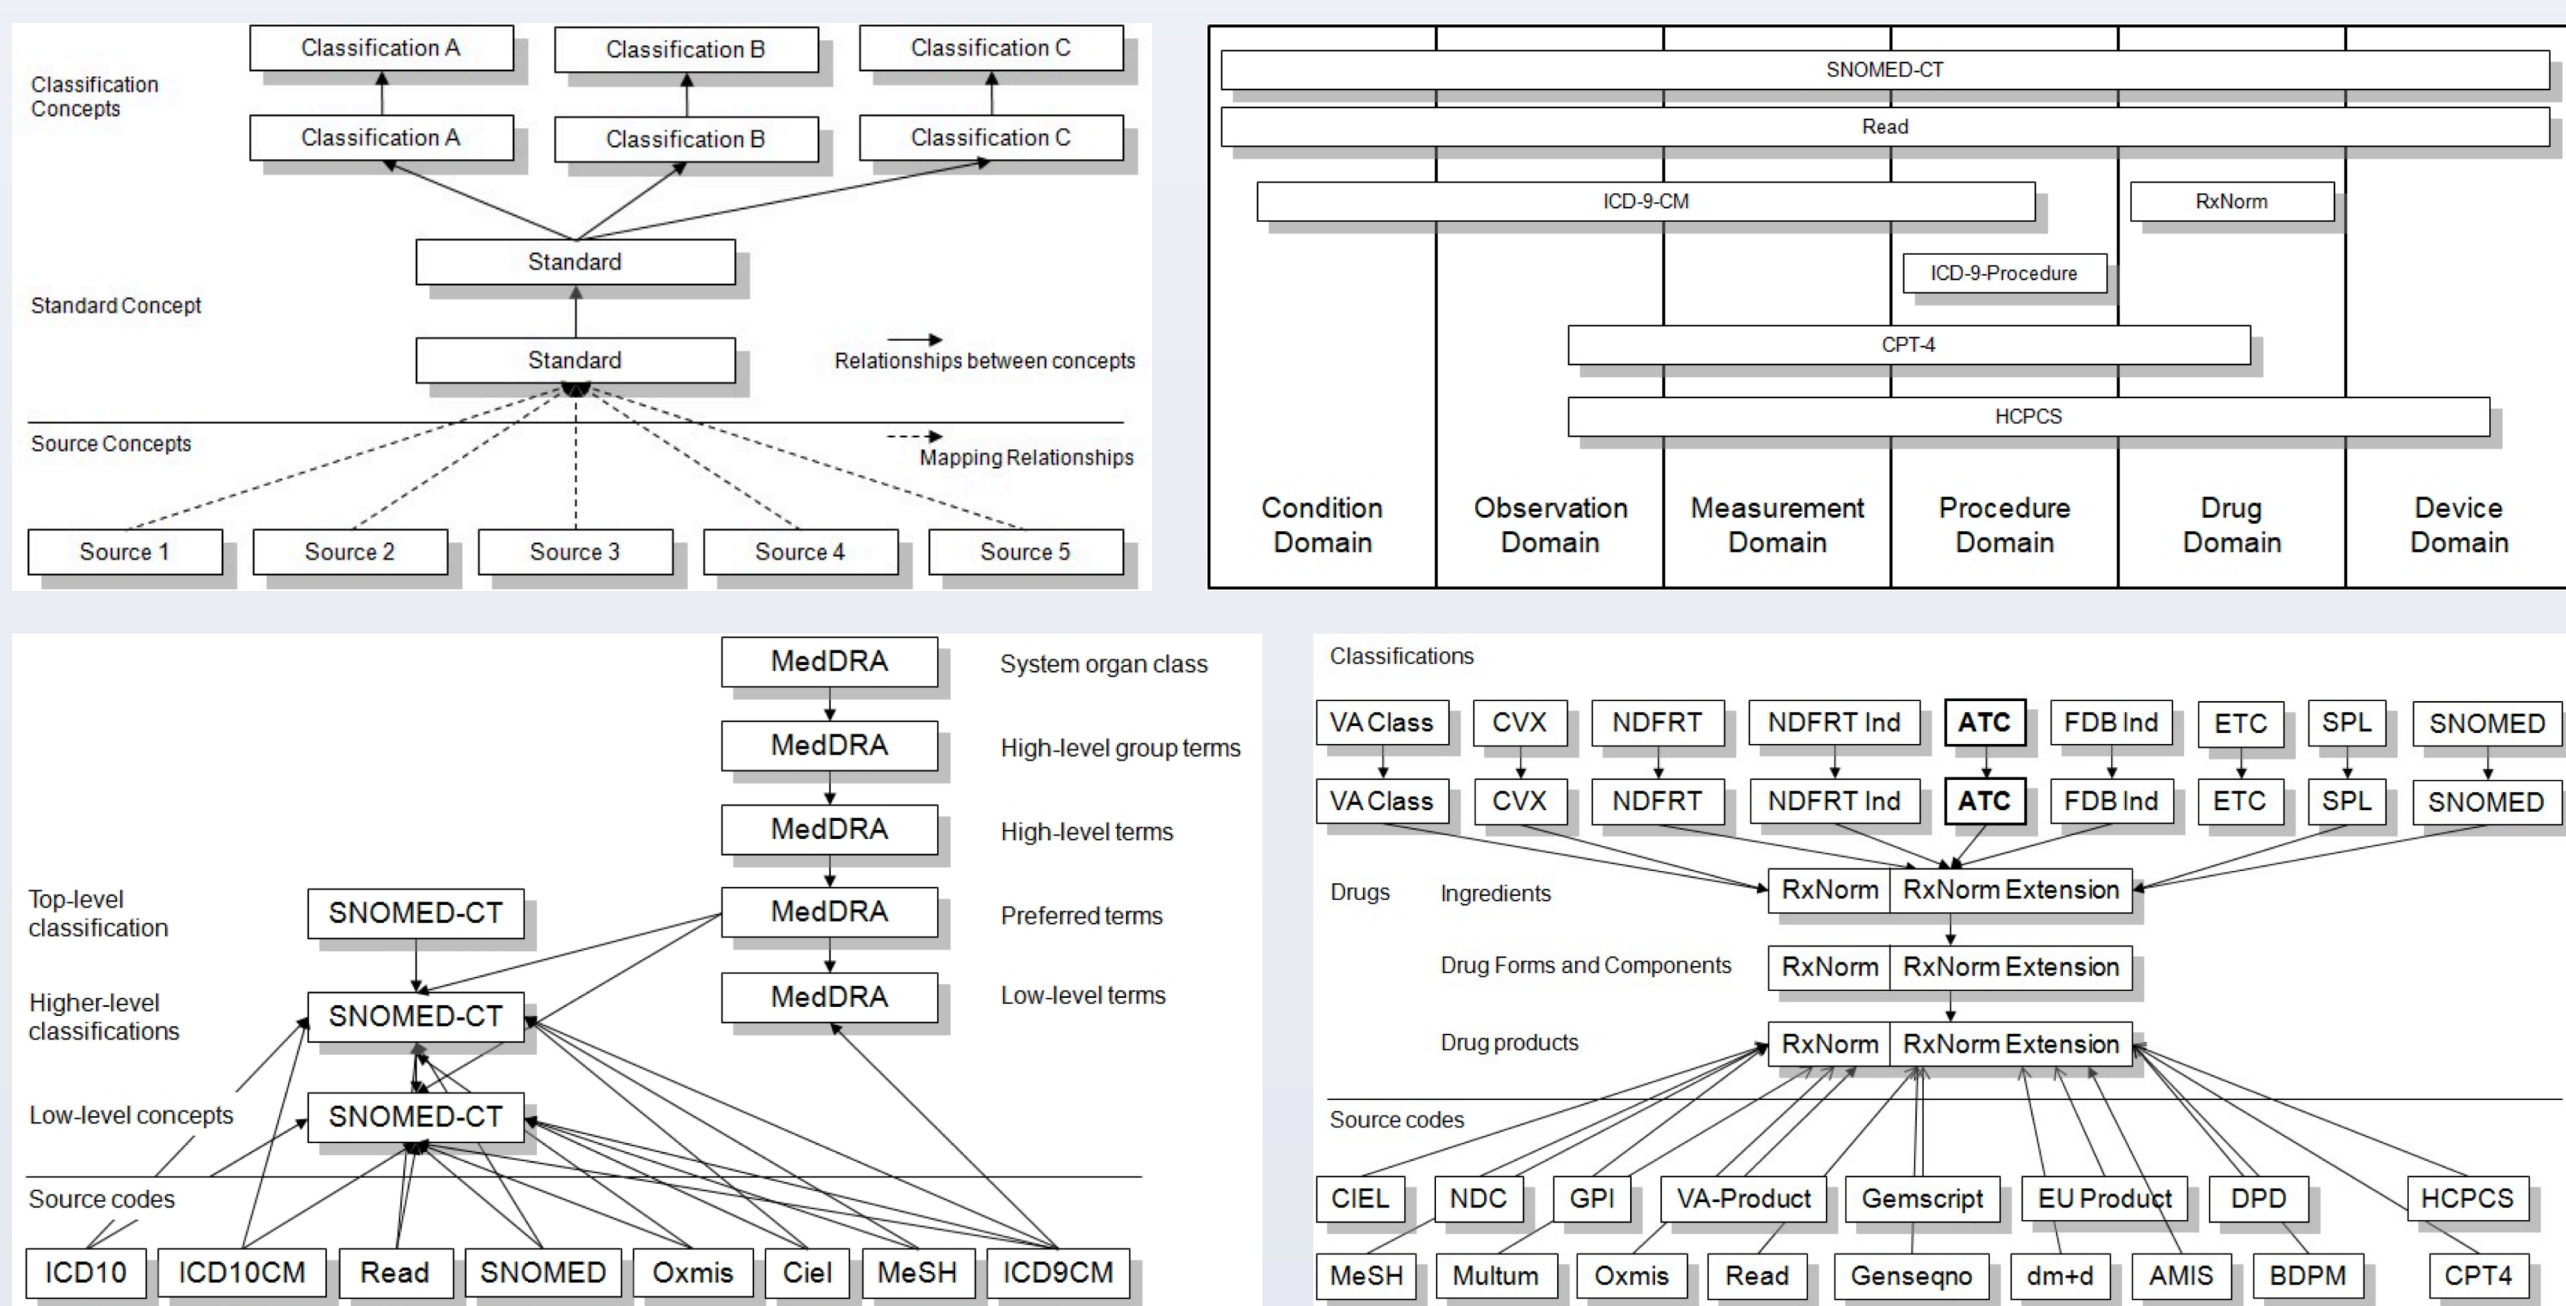 Classification A
Classification B
Classification C
Classification
Concepts
Classification A
Classification B
Classification C
Standard
Standard Concept
Standard
Relationships between concepts
Source Concepts
Mapping Relationships
Source 1
Source 2
Source 3
Source 4
Source 5
SNOMED-CT
Read
ICD-9-CM
RxNorm
ICD-9-Procedure
CPT-4
HCPCS
Condition
Domain
Observation
Domain
Measurement
Domain
Procedure
Domain
Drug
Domain
Device
Domain
MedDRA
System organ class
MedDRA
High-level group terms
MedDRA
High-level terms
Top-level
classification
SNOMED-CT
MedDRA
Preferred terms
Higher-level
classifications
SNOMED-CT
MedDRA
Low-level terms
Low-level concepts
SNOMED-CT
Source codes
ICD10
ICD10CM
Read
SNOMED
Oxmis
Ciel
MeSH
ICD9CM
Classifications
VA Class
CVX
NDFRT
NDFRT Ind
ATC
FDB Ind
ETC
SPL
SNOMED
VA Class
CVX
NDFRT
NDFRT Ind
ATC
FDB Ind
ETC
SPL
SNOMED
Drugs
Ingredients
RxNorm
RxNorm Extension
Drug Forms and Components
RxNorm
RxNorm Extension
Drug products
RxNorm
RxNorm Extension
Source codes
CIEL
NDC
GPI
VA-Product
Gemscript
EU Product
DPD
HCPCS
MeSH
Multum
Oxmis
Read
Genseqno
dm+d
AMIS
BDPM
CPT4